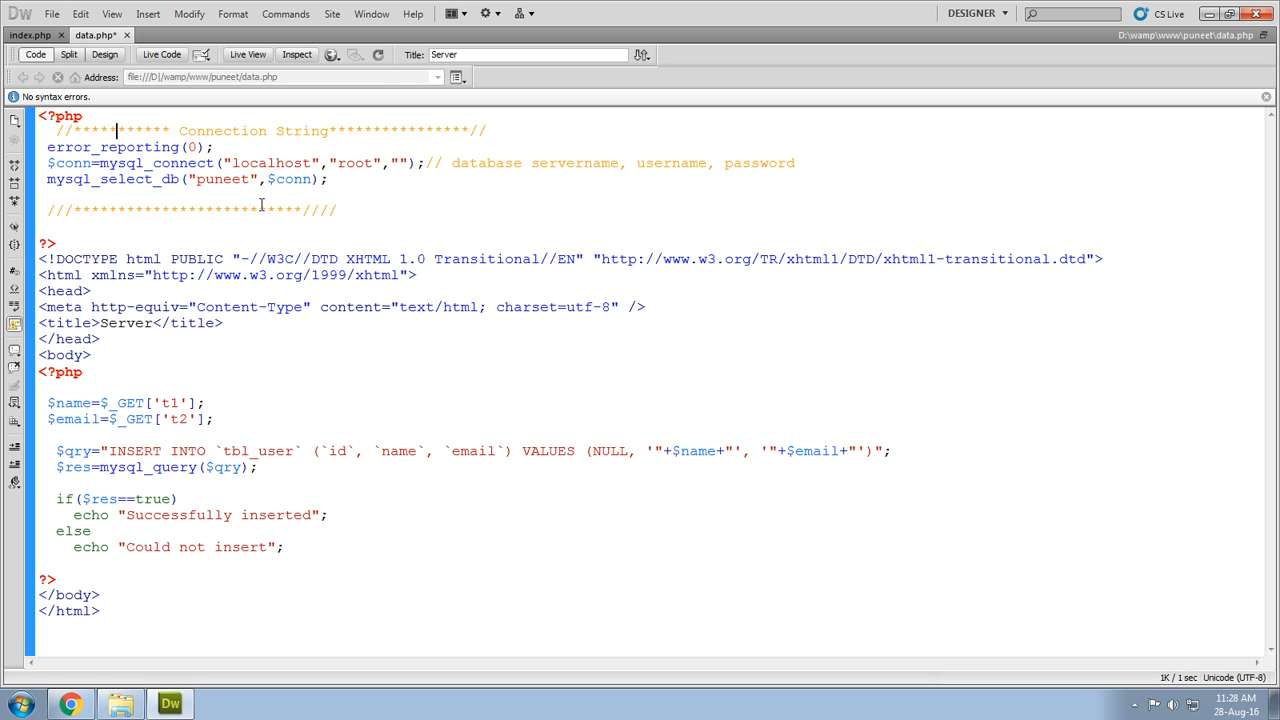 Dw File Edit View Insert Modify Format Commands Site Window Help DESIGNER CS Live
index.php × data.php* × D:\wamp\www\puneet\data.php
Code Split Design Live Code Live View Inspect Title: Server
Address: file:///D|/wamp/www/puneet/data.php
No syntax errors.
<?php
//*********** Connection String****************//
error_reporting(0);
$conn=mysql_connect("localhost","root","");// database servername, username, password
mysql_select_db("puneet",$conn);
///**************************////
?>
<!DOCTYPE html PUBLIC "-//W3C//DTD XHTML 1.0 Transitional//EN" "http://www.w3.org/TR/xhtml1/DTD/xhtml1-transitional.dtd">
<html xmlns="http://www.w3.org/1999/xhtml">
<head>
<meta http-equiv="Content-Type" content="text/html; charset=utf-8" />
<title>Server</title>
</head>
<body>
<?php
$name=$_GET['t1'];
$email=$_GET['t2'];
$qry="INSERT INTO `tbl_user` (`id`, `name`, `email`) VALUES (NULL, '"+$name+"', '"+$email+"')";
$res=mysql_query($qry);
if($res==true)
echo "Successfully inserted";
else
echo "Could not insert";
?>
</body>
</html>
1K / 1 sec Unicode (UTF-8)
Dw 11:28 AM
28-Aug-16